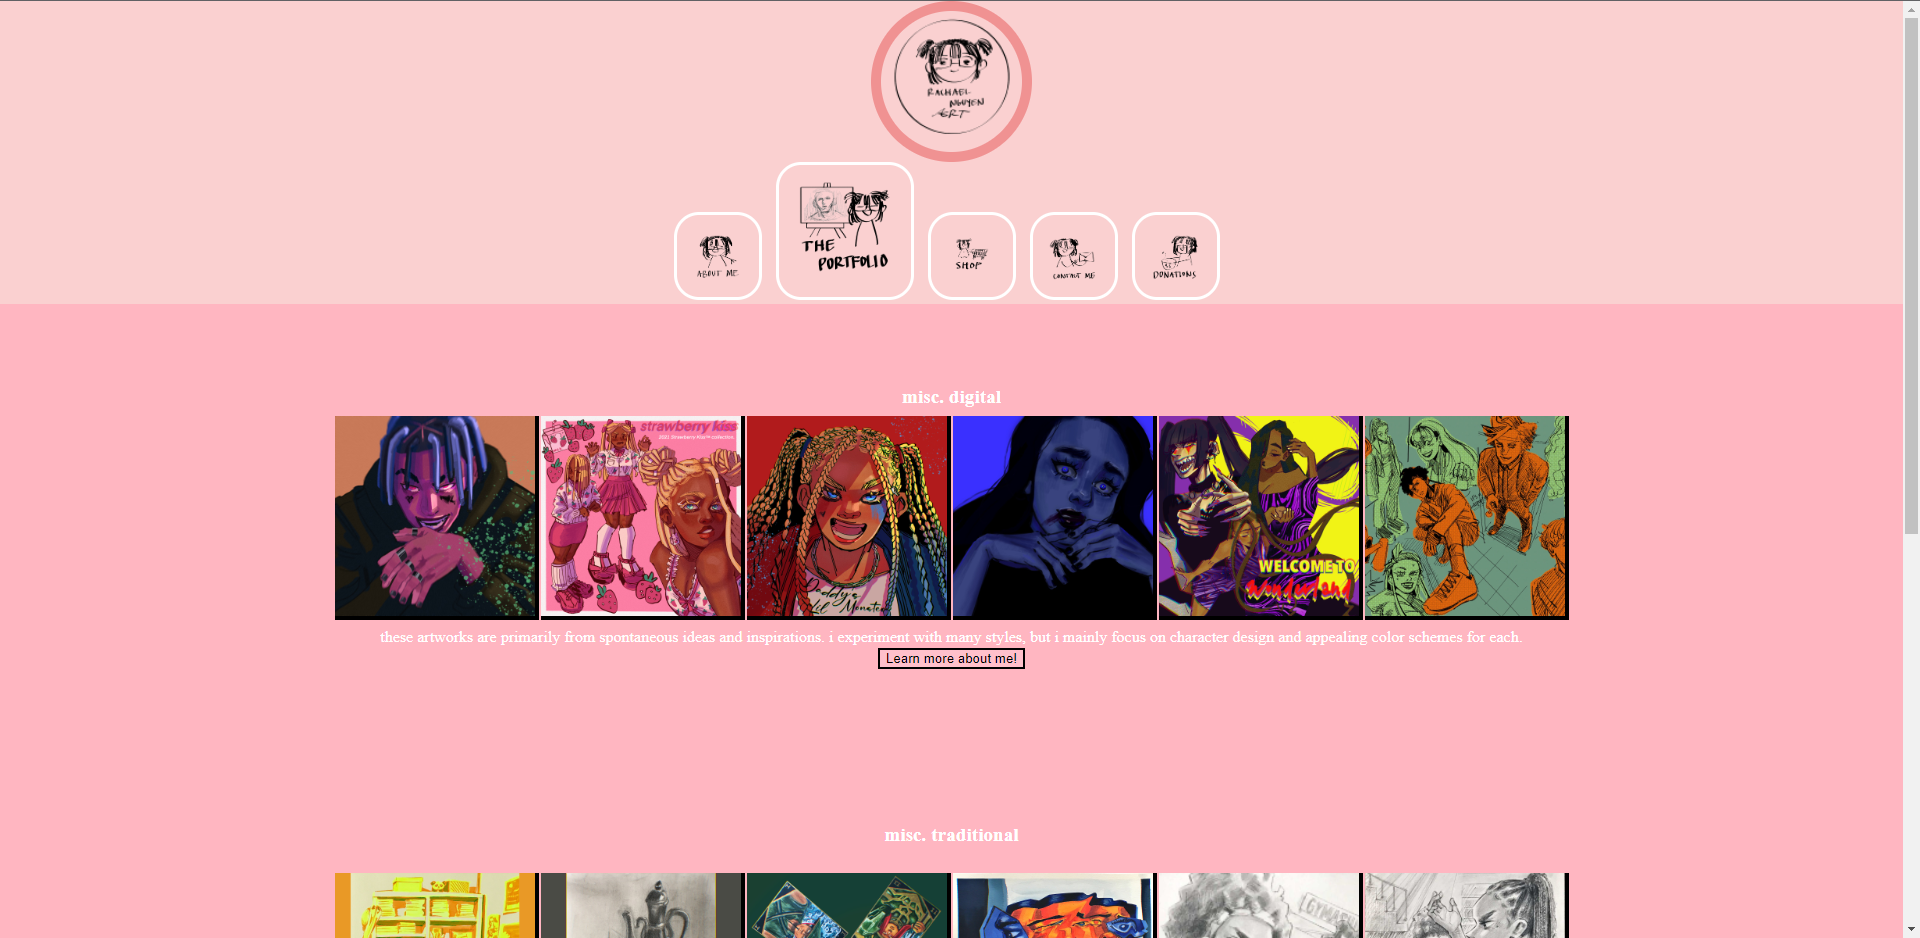 RACHAEL
NGUYEN
ART
ABOUT ME
THE
PORTFOLIO
SHOP
CONTACT ME
DONATIONS
misc. digital
strawberry kiss
WELCOME TO
wonderland
Daddy's
Lil Monster
these artworks are primarily from spontaneous ideas and inspirations. i experiment with many styles, but i mainly focus on character design and appealing color schemes for each.
Learn more about me!
misc. traditional